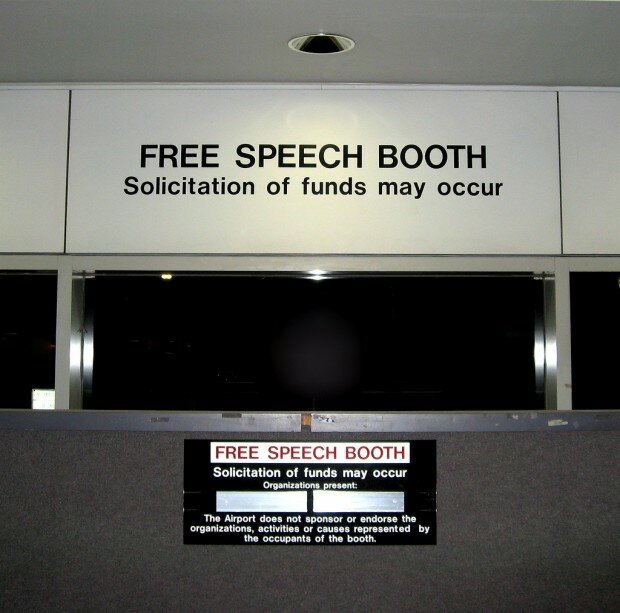 FREE SPEECH BOOTH
Solicitation of funds may occur
FREE SPEECH BOOTH
Solicitation of funds may occur
Organizations present:
The Airport does not sponsor or endorse the
organizations, activities or causes represented by
the occupants of the booth.